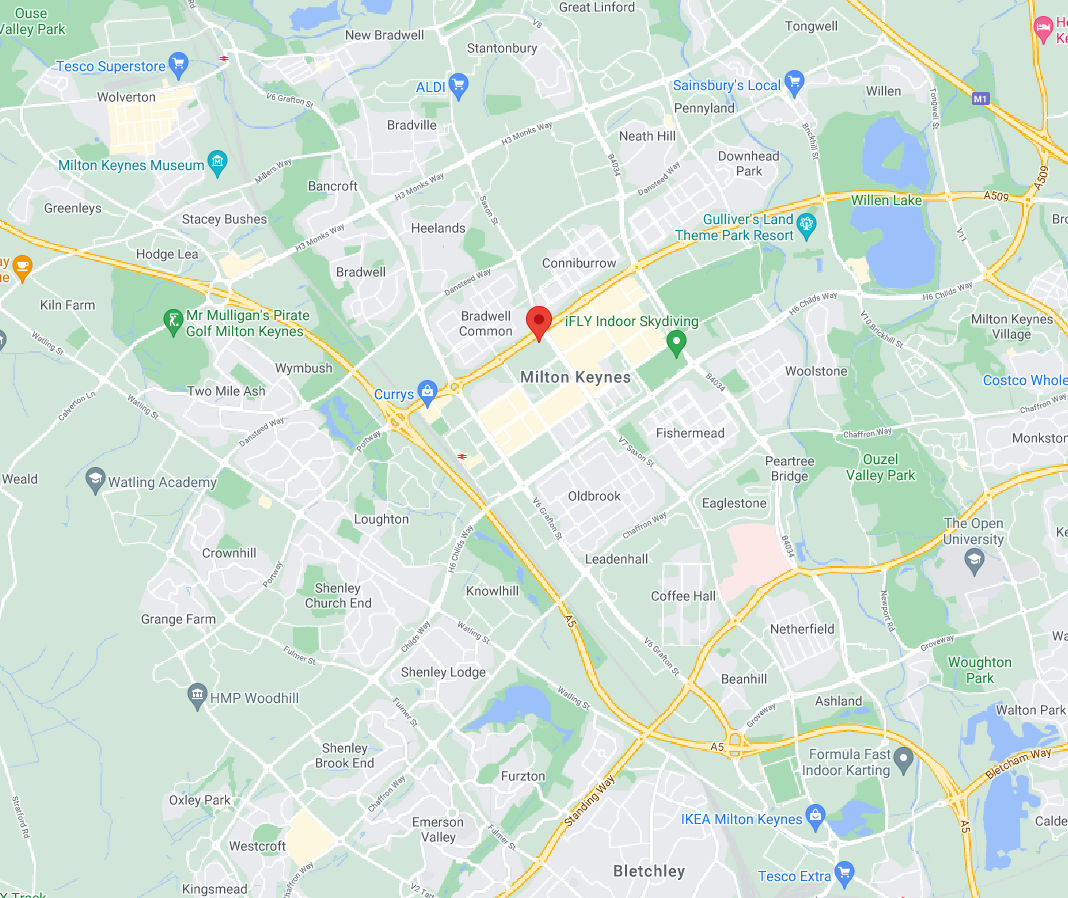 Ouse
Valley Park
Great Linford
New Bradwell
V8
Stantonbury
Tongwell
Tesco Superstore
Wolverton
V6 Grafton St
ALDI
Sainsbury's Local
Willen
M1
Pennyland
Tongwell St
Bradville
H3 Monks Way
Neath Hill
Brickhill St
Milton Keynes Museum
Millers Way
Bancroft
H3 Monks Way
B4034
Dansteed Way
Downhead
Park
A509
A509
Greenleys
Stacey Bushes
Saxon St
Willen Lake
Heelands
H3 Monks Way
Gulliver's Land
Theme Park Resort
V11
Hodge Lea
Conniburrow
Bradwell
Dansteed Way
Kiln Farm
H6 Childs Way
H6 Childs Way
Mr Mulligan's Pirate
Golf Milton Keynes
Bradwell
Common
iFLY Indoor Skydiving
V10 Brickhill St
Milton Keynes
Village
Watling St
Wymbush
Milton Keynes
B4034
Woolstone
Costco Whole
Two Mile Ash
Currys
Calverton Ln
Watling St
Chaffron Way
Dansteed Way
Portway
Fishermead
Chaffron Way
Monkston
V7 Saxon St
Peartree
Bridge
Ouzel
Valley Park
Weald
Watling Academy
Oldbrook
Eaglestone
Loughton
V6 Grafton St
Chaffron Way
The Open
University
Crownhill
H6 Childs Way
Leadenhall
B4034
Portway
Shenley
Church End
Knowlhill
Coffee Hall
Newport Rd
Grange Farm
A5
Netherfield
Childs Way
Watling St
Groveway
Fulmer St
V6 Grafton St
Woughton
Park
Shenley Lodge
Beanhill
HMP Woodhill
Watling St
Ashland
Walton Park
Fulmer St
Groveway
A5
Shenley
Brook End
Formula Fast
Indoor Karting
Bletcham Way
Furzton
Standing Way
Oxley Park
Chaffron Way
Stratford Rd
IKEA Milton Keynes
A5
Emerson
Valley
Fulmer St
Westcroft
Bletchley
Tesco Extra
Kingsmead
Chaffron Way